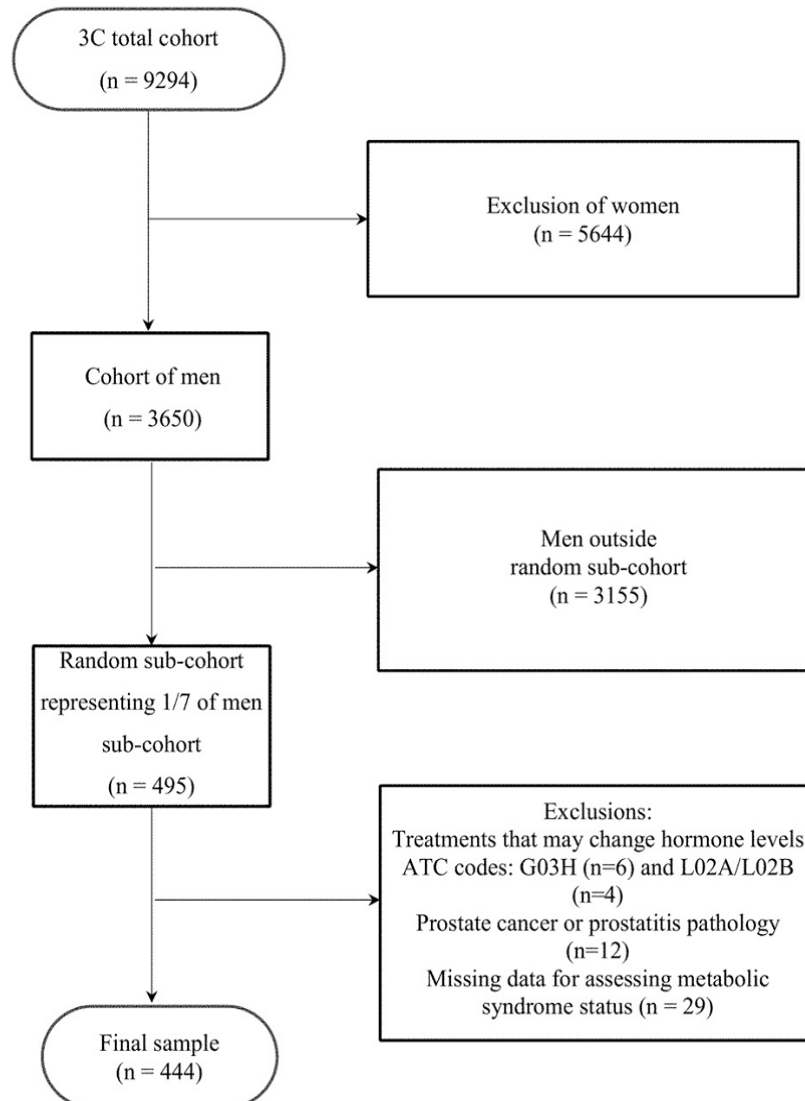 3C total cohort
(n = 9294)
Exclusion of women
(n = 5644)
Cohort of men
(n = 3650)
Men outside
random sub-cohort
(n = 3155)
Random sub-cohort
representing 1/7 of men
sub-cohort
(n = 495)
Exclusions:
Treatments that may change hormone levels
ATC codes: G03H (n=6) and L02A/L02B
(n=4)
Prostate cancer or prostatitis pathology
(n=12)
Missing data for assessing metabolic
syndrome status (n = 29)
Final sample
(n = 444)